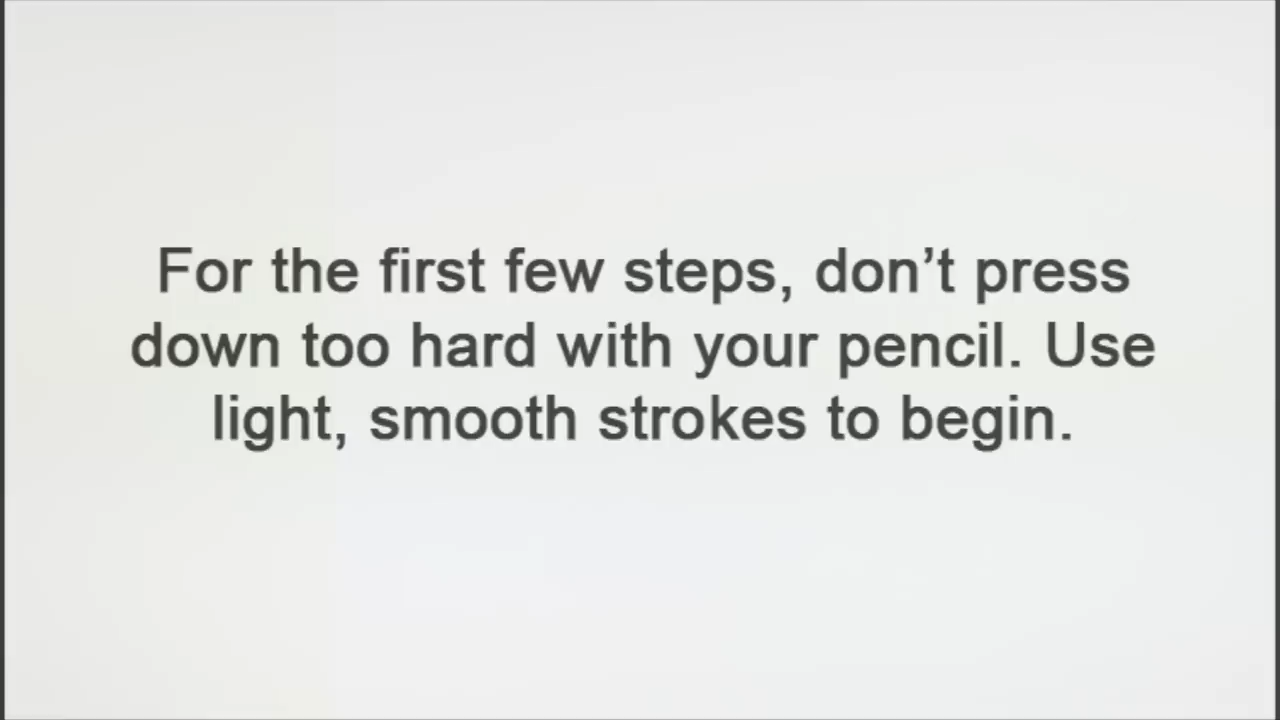 For the first few steps, don’t press
down too hard with your pencil. Use
light, smooth strokes to begin.